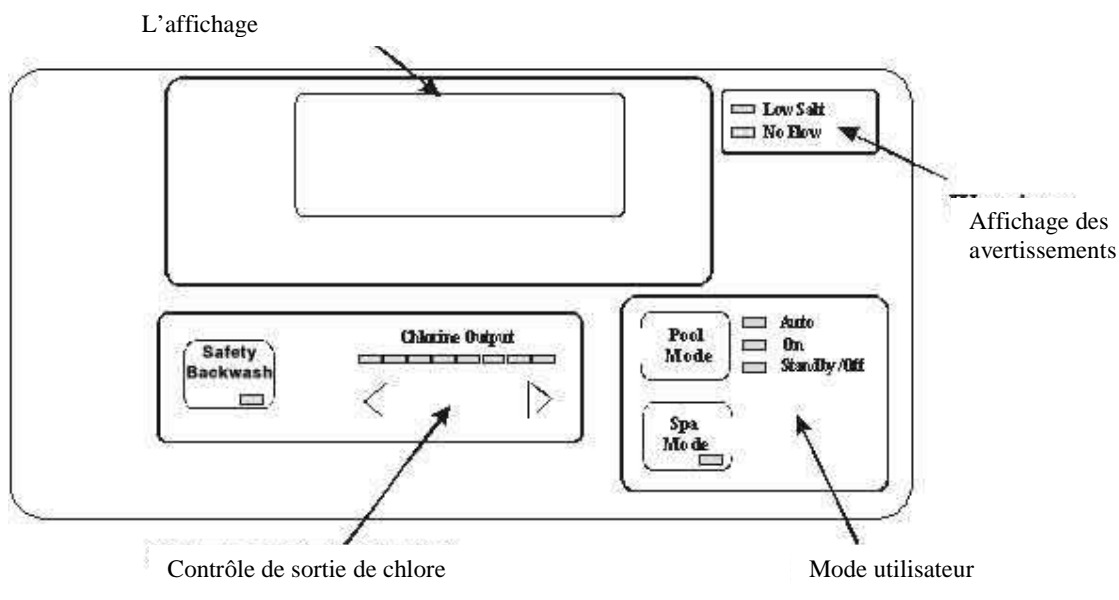 L'affichage
Low Salt
No Flow
Affichage des
avertissements
Chlorine Output
Safety
Backwash
Pool
Mode
Auto
On
Standby/Off
Spa
Mode
Contrôle de sortie de chlore
Mode utilisateur